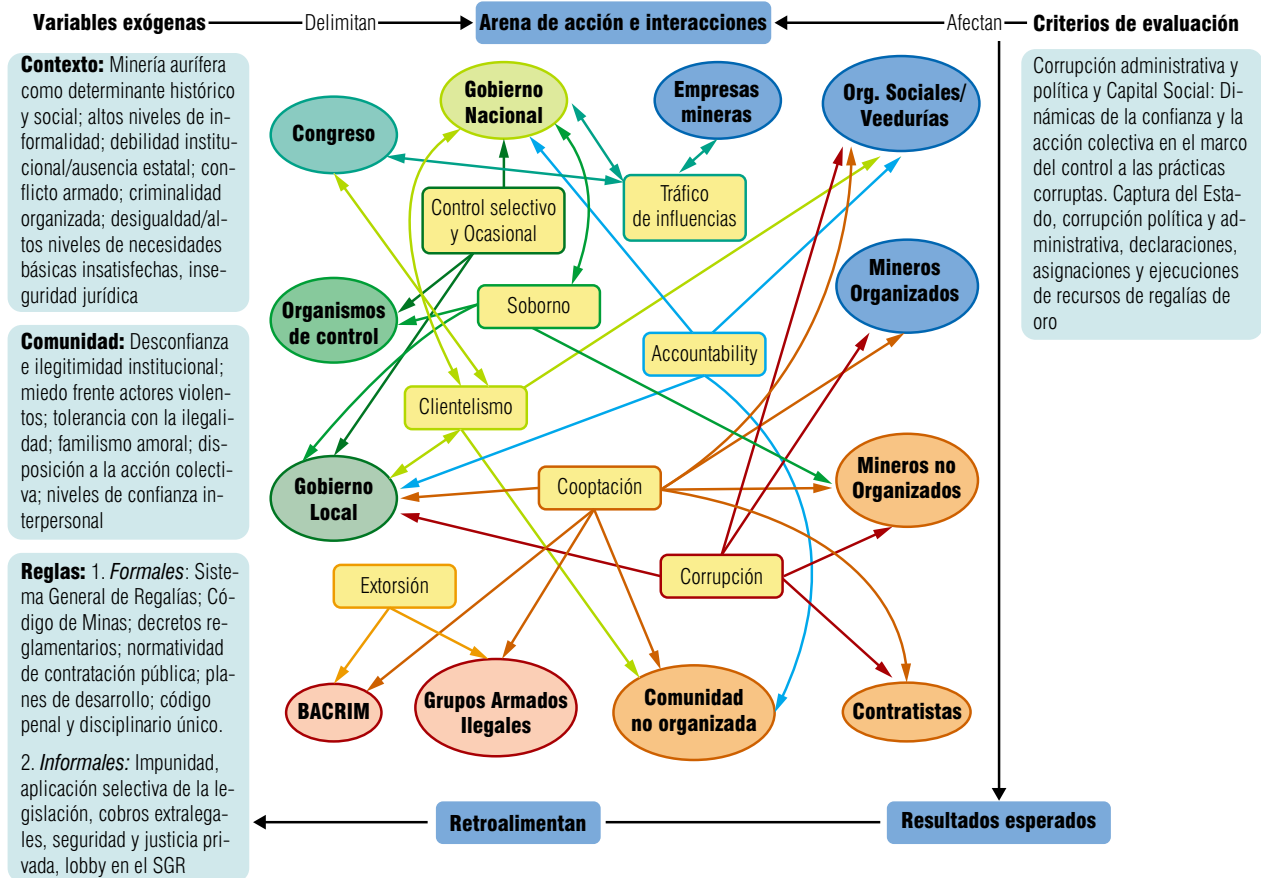 Variables exógenas
Delimitan
Arena de acción e interacciones
Afectan
Criterios de evaluación
Contexto: Minería aurífera
como determinante histórico
y social; altos niveles de in-
formalidad; debilidad institu-
cional/ausencia estatal; con-
flicto armado; criminalidad
organizada; desigualdad/al-
tos niveles de necesidades
básicas insatisfechas, inse-
guridad jurídica
Comunidad: Desconfianza
e ilegitimidad institucional;
miedo frente actores violen-
tos; tolerancia con la ilegali-
dad; familismo amoral; dis-
posición a la acción colecti-
va; niveles de confianza in-
terpersonal
Reglas: 1. Formales: Siste-
ma General de Regalías; Có-
digo de Minas; decretos re-
glamentarios; normatividad
de contratación pública; pla-
nes de desarrollo; código
penal y disciplinario único.
2. Informales: Impunidad,
aplicación selectiva de la le-
gislación, cobros extralega-
les, seguridad y justicia pri-
vada, lobby en el SGR
Congreso
Gobierno
Nacional
Empresas
mineras
Org. Sociales/
Veedurías
Control selectivo
y Ocasional
Tráfico
de influencias
Organismos
de control
Soborno
Mineros
Organizados
Accountability
Clientelismo
Gobierno
Local
Cooptación
Mineros no
Organizados
Extorsión
Corrupción
BACRIM
Grupos Armados
Ilegales
Comunidad
no organizada
Contratistas
Retroalimentan
Resultados esperados
Corrupción administrativa y
política y Capital Social: Di-
námicas de la confianza y la
acción colectiva en el marco
del control a las prácticas
corruptas. Captura del Esta-
do, corrupción política y ad-
ministrativa, declaraciones,
asignaciones y ejecuciones
de recursos de regalías de
oro